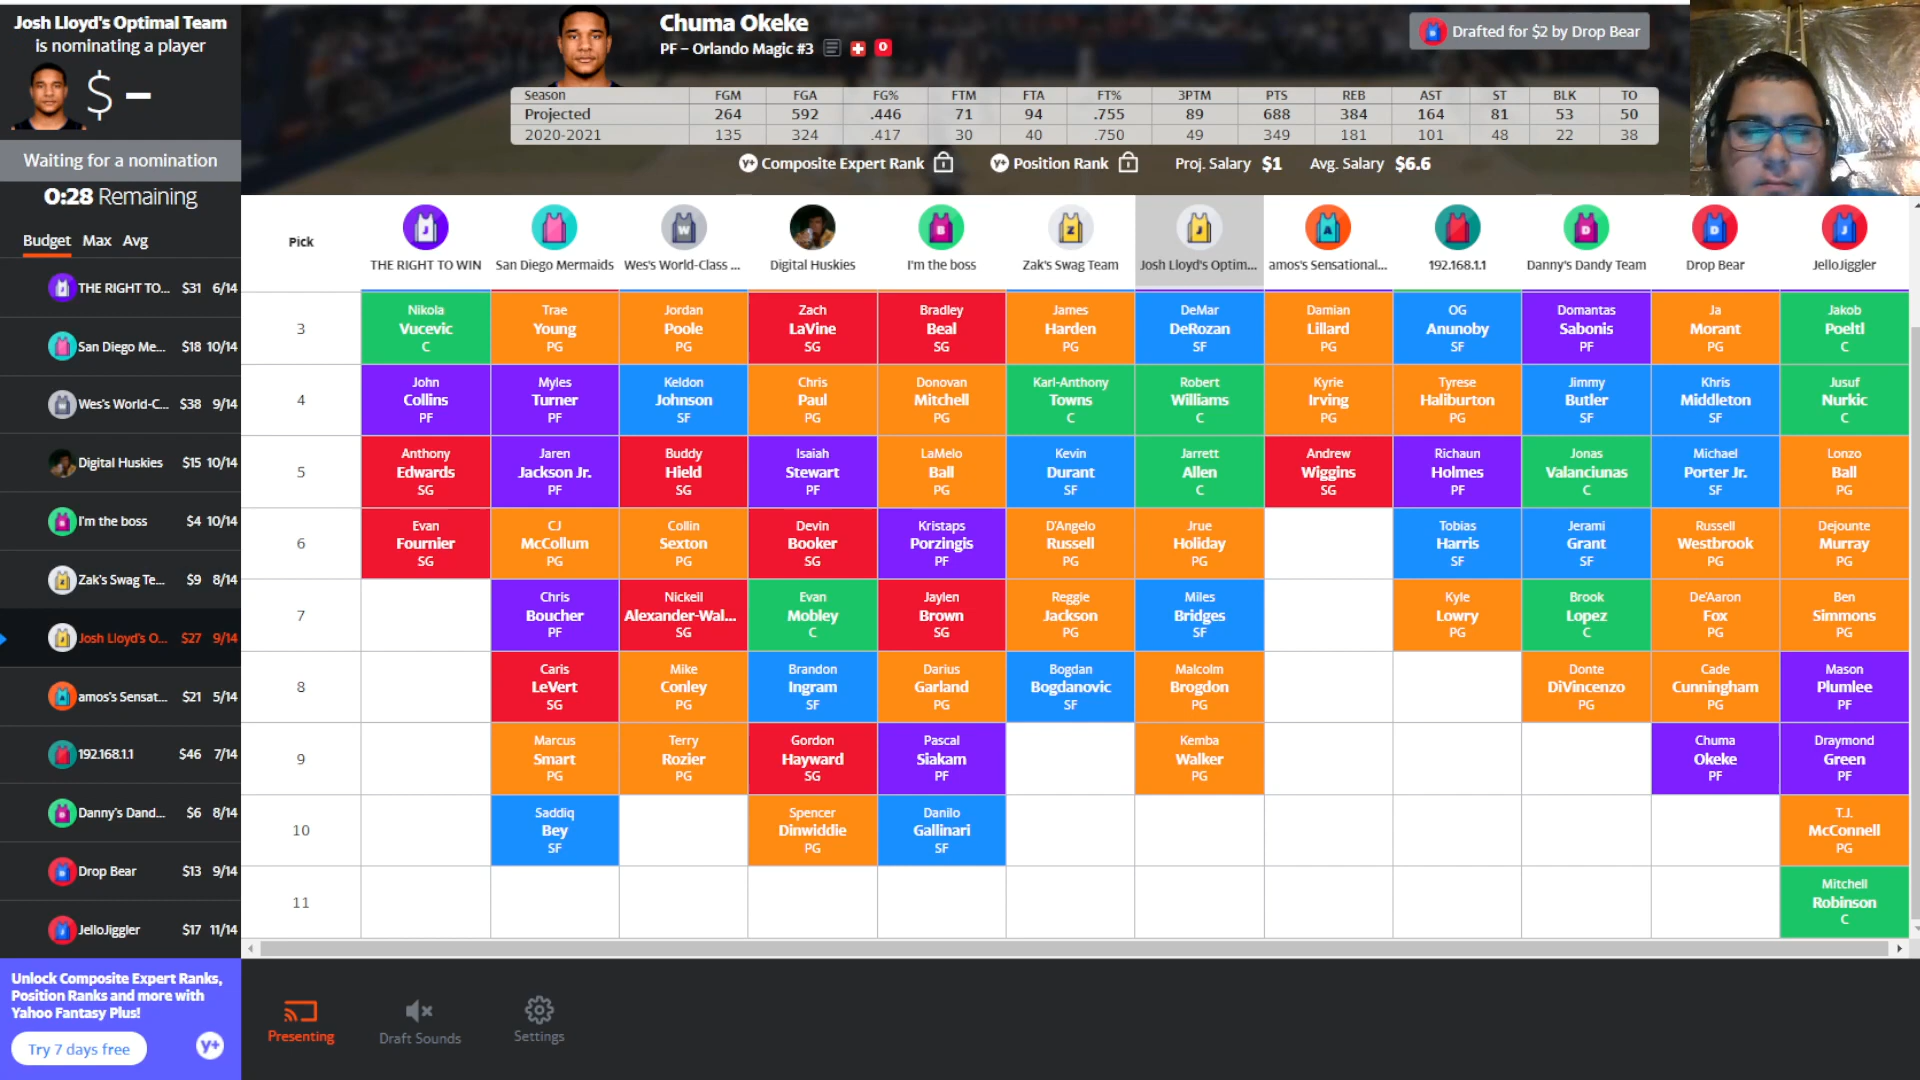 Josh Lloyd's Optimal Team
is nominating a player
$ –
Waiting for a nomination
0:28 Remaining
Budget Max Avg
THE RIGHT TO... $31 6/14
San Diego Me... $18 10/14
Wes's World-C... $38 9/14
Digital Huskies $15 10/14
I'm the boss $4 10/14
Zak's Swag Te... $9 8/14
Josh Lloyd's O... $27 9/14
amos's Sensat... $21 5/14
192.168.1.1 $46 7/14
Danny's Dand... $6 8/14
Drop Bear $13 9/14
JelloJiggler $17 11/14
Unlock Composite Expert Ranks,
Position Ranks and more with
Yahoo Fantasy Plus!
Try 7 days free
y+
Chuma Okeke
PF – Orlando Magic #3
Drafted for $2 by Drop Bear
Season FGM FGA FG% FTM FTA FT% 3PTM PTS REB AST ST BLK TO
Projected 264 592 .446 71 94 .755 89 688 384 164 81 53 50
2020-2021 135 324 .417 30 40 .750 49 349 181 101 48 22 38
y+ Composite Expert Rank y+ Position Rank Proj. Salary $1 Avg. Salary $6.6
J W B Z J A D D J
Pick THE RIGHT TO WIN San Diego Mermaids Wes's World-Class ... Digital Huskies I'm the boss Zak's Swag Team Josh Lloyd's Optim... amos's Sensational... 192.168.1.1 Danny's Dandy Team Drop Bear JelloJiggler
Nikola Trae Jordan Zach Bradley James DeMar Damian OG Domantas Ja Jakob
3 Vucevic Young Poole LaVine Beal Harden DeRozan Lillard Anunoby Sabonis Morant Poeltl
C PG PG SG SG PG SF PG SF PF PG C
John Myles Keldon Chris Donovan Karl-Anthony Robert Kyrie Tyrese Jimmy Khris Jusuf
4 Collins Turner Johnson Paul Mitchell Towns Williams Irving Haliburton Butler Middleton Nurkic
PF PF SF PG PG C C PG PG SF SF C
Anthony Jaren Buddy Isaiah LaMelo Kevin Jarrett Andrew Richaun Jonas Michael Lonzo
5 Edwards Jackson Jr. Hield Stewart Ball Durant Allen Wiggins Holmes Valanciunas Porter Jr. Ball
SG PF SG PF PG SF C SG PF C SF PG
Evan CJ Collin Devin Kristaps D'Angelo Jrue Tobias Jerami Russell Dejounte
6 Fournier McCollum Sexton Booker Porzingis Russell Holiday Harris Grant Westbrook Murray
SG PG PG SG PF PG PG SF SF PG PG
Chris Nickeil Evan Jaylen Reggie Miles Kyle Brook De'Aaron Ben
7 Boucher Alexander-Wal... Mobley Brown Jackson Bridges Lowry Lopez Fox Simmons
PF SG C SG PG SF PG C PG PG
Caris Mike Brandon Darius Bogdan Malcolm Donte Cade Mason
8 LeVert Conley Ingram Garland Bogdanovic Brogdon DiVincenzo Cunningham Plumlee
SG PG SF PG SF PG PG PG PF
Marcus Terry Gordon Pascal Kemba Chuma Draymond
9 Smart Rozier Hayward Siakam Walker Okeke Green
PG PG SG PF PG PF PF
Saddiq Spencer Danilo T.J.
10 Bey Dinwiddie Gallinari McConnell
SF PG SF PG
Mitchell
11 Robinson
C
Presenting Draft Sounds Settings